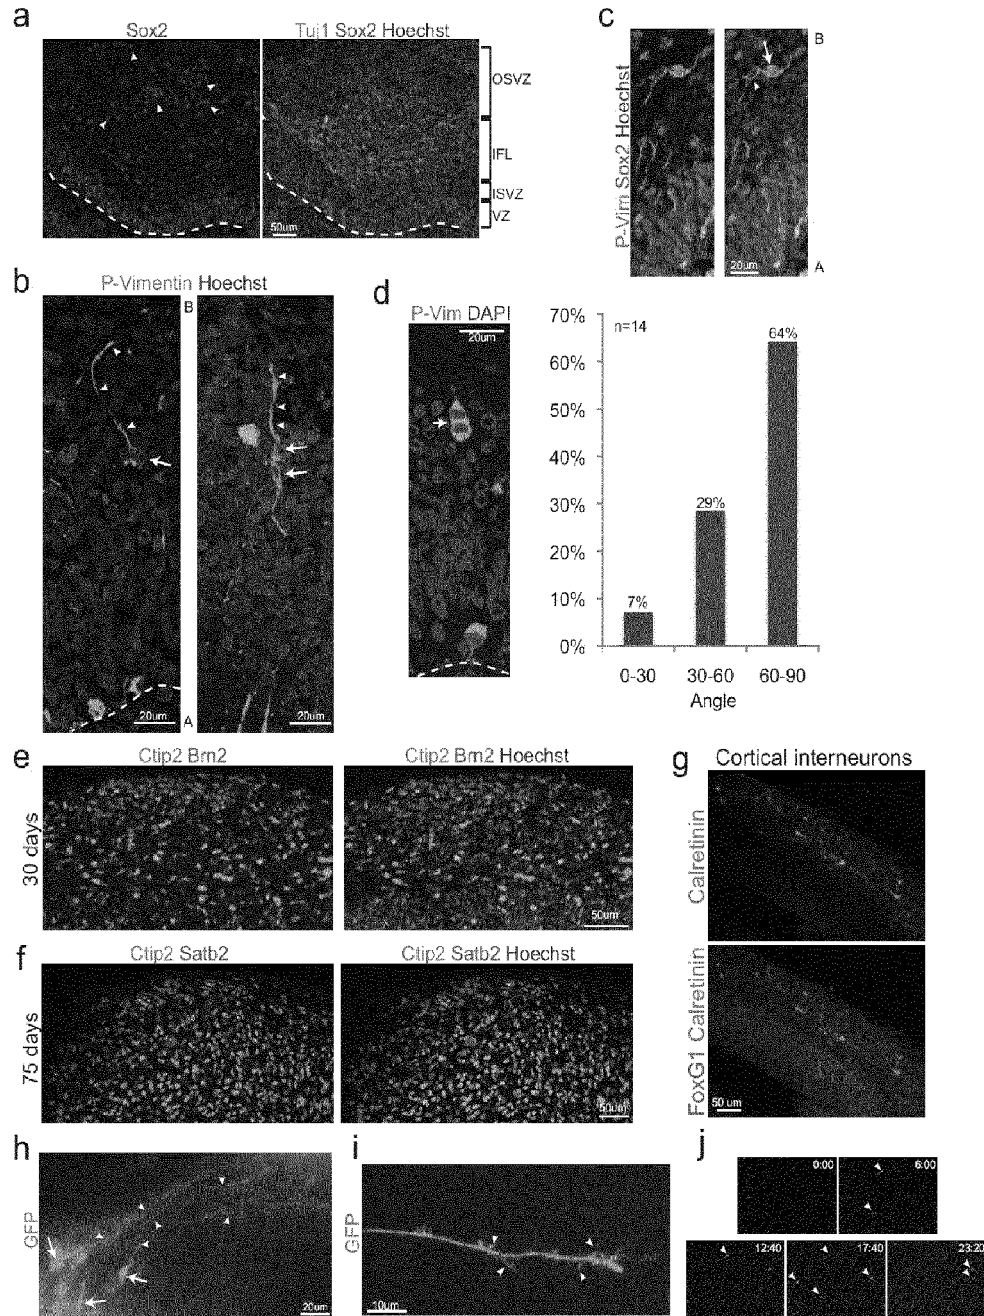 a
Sox2
Tuj1 Sox2 Hoechst
OSVZ
IFL
ISVZ
VZ
50um
c
P-Vim Sox2 Hoechst
B
A
20um
b
P-Vimentin Hoechst
B
A
20um
20um
d
P-Vim DAPI
20um
n=14
70%
60%
50%
40%
30%
20%
10%
0%
7%
29%
64%
0-30
30-60
60-90
Angle
e
Ctip2 Brn2
Ctip2 Brn2 Hoechst
30 days
50um
f
Ctip2 Satb2
Ctip2 Satb2 Hoechst
75 days
50um
g
Cortical interneurons
Calretinin
FoxG1 Calretinin
50 um
h
GFP
20um
i
GFP
10um
j
0:00
6:00
12:40
17:40
23:20